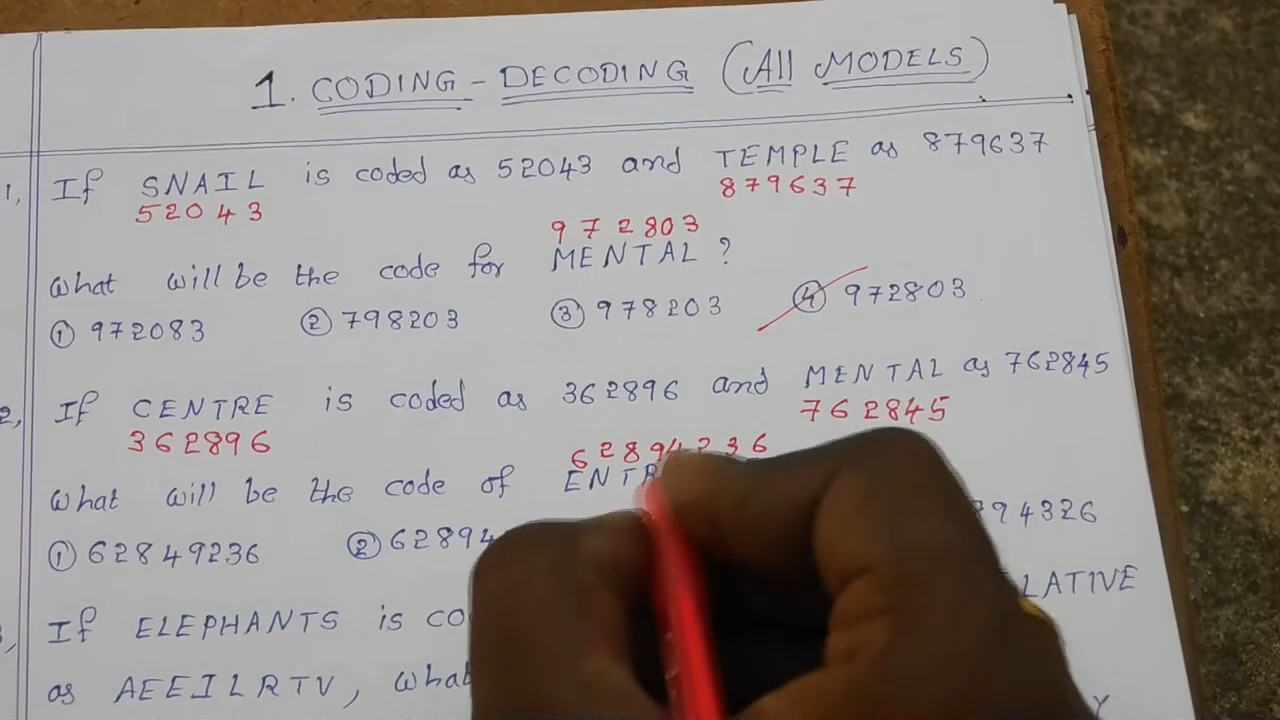 1. CODING - DECODING (All MODELS)
1, If SNAIL is coded as 52043 and TEMPLE as 879637
52043 879637
972803
What will be the code for MENTAL ?
① 972083 ② 798203 ③ 978203 ④ 972803
2, If CENTRE is coded as 362896 and MENTAL as 762845
362896 762845
62894236
What will be the code of ENTR
① 62849236 ② 62894 94326
If ELEPHANTS is co LATIVE
as AEEILRTV, what